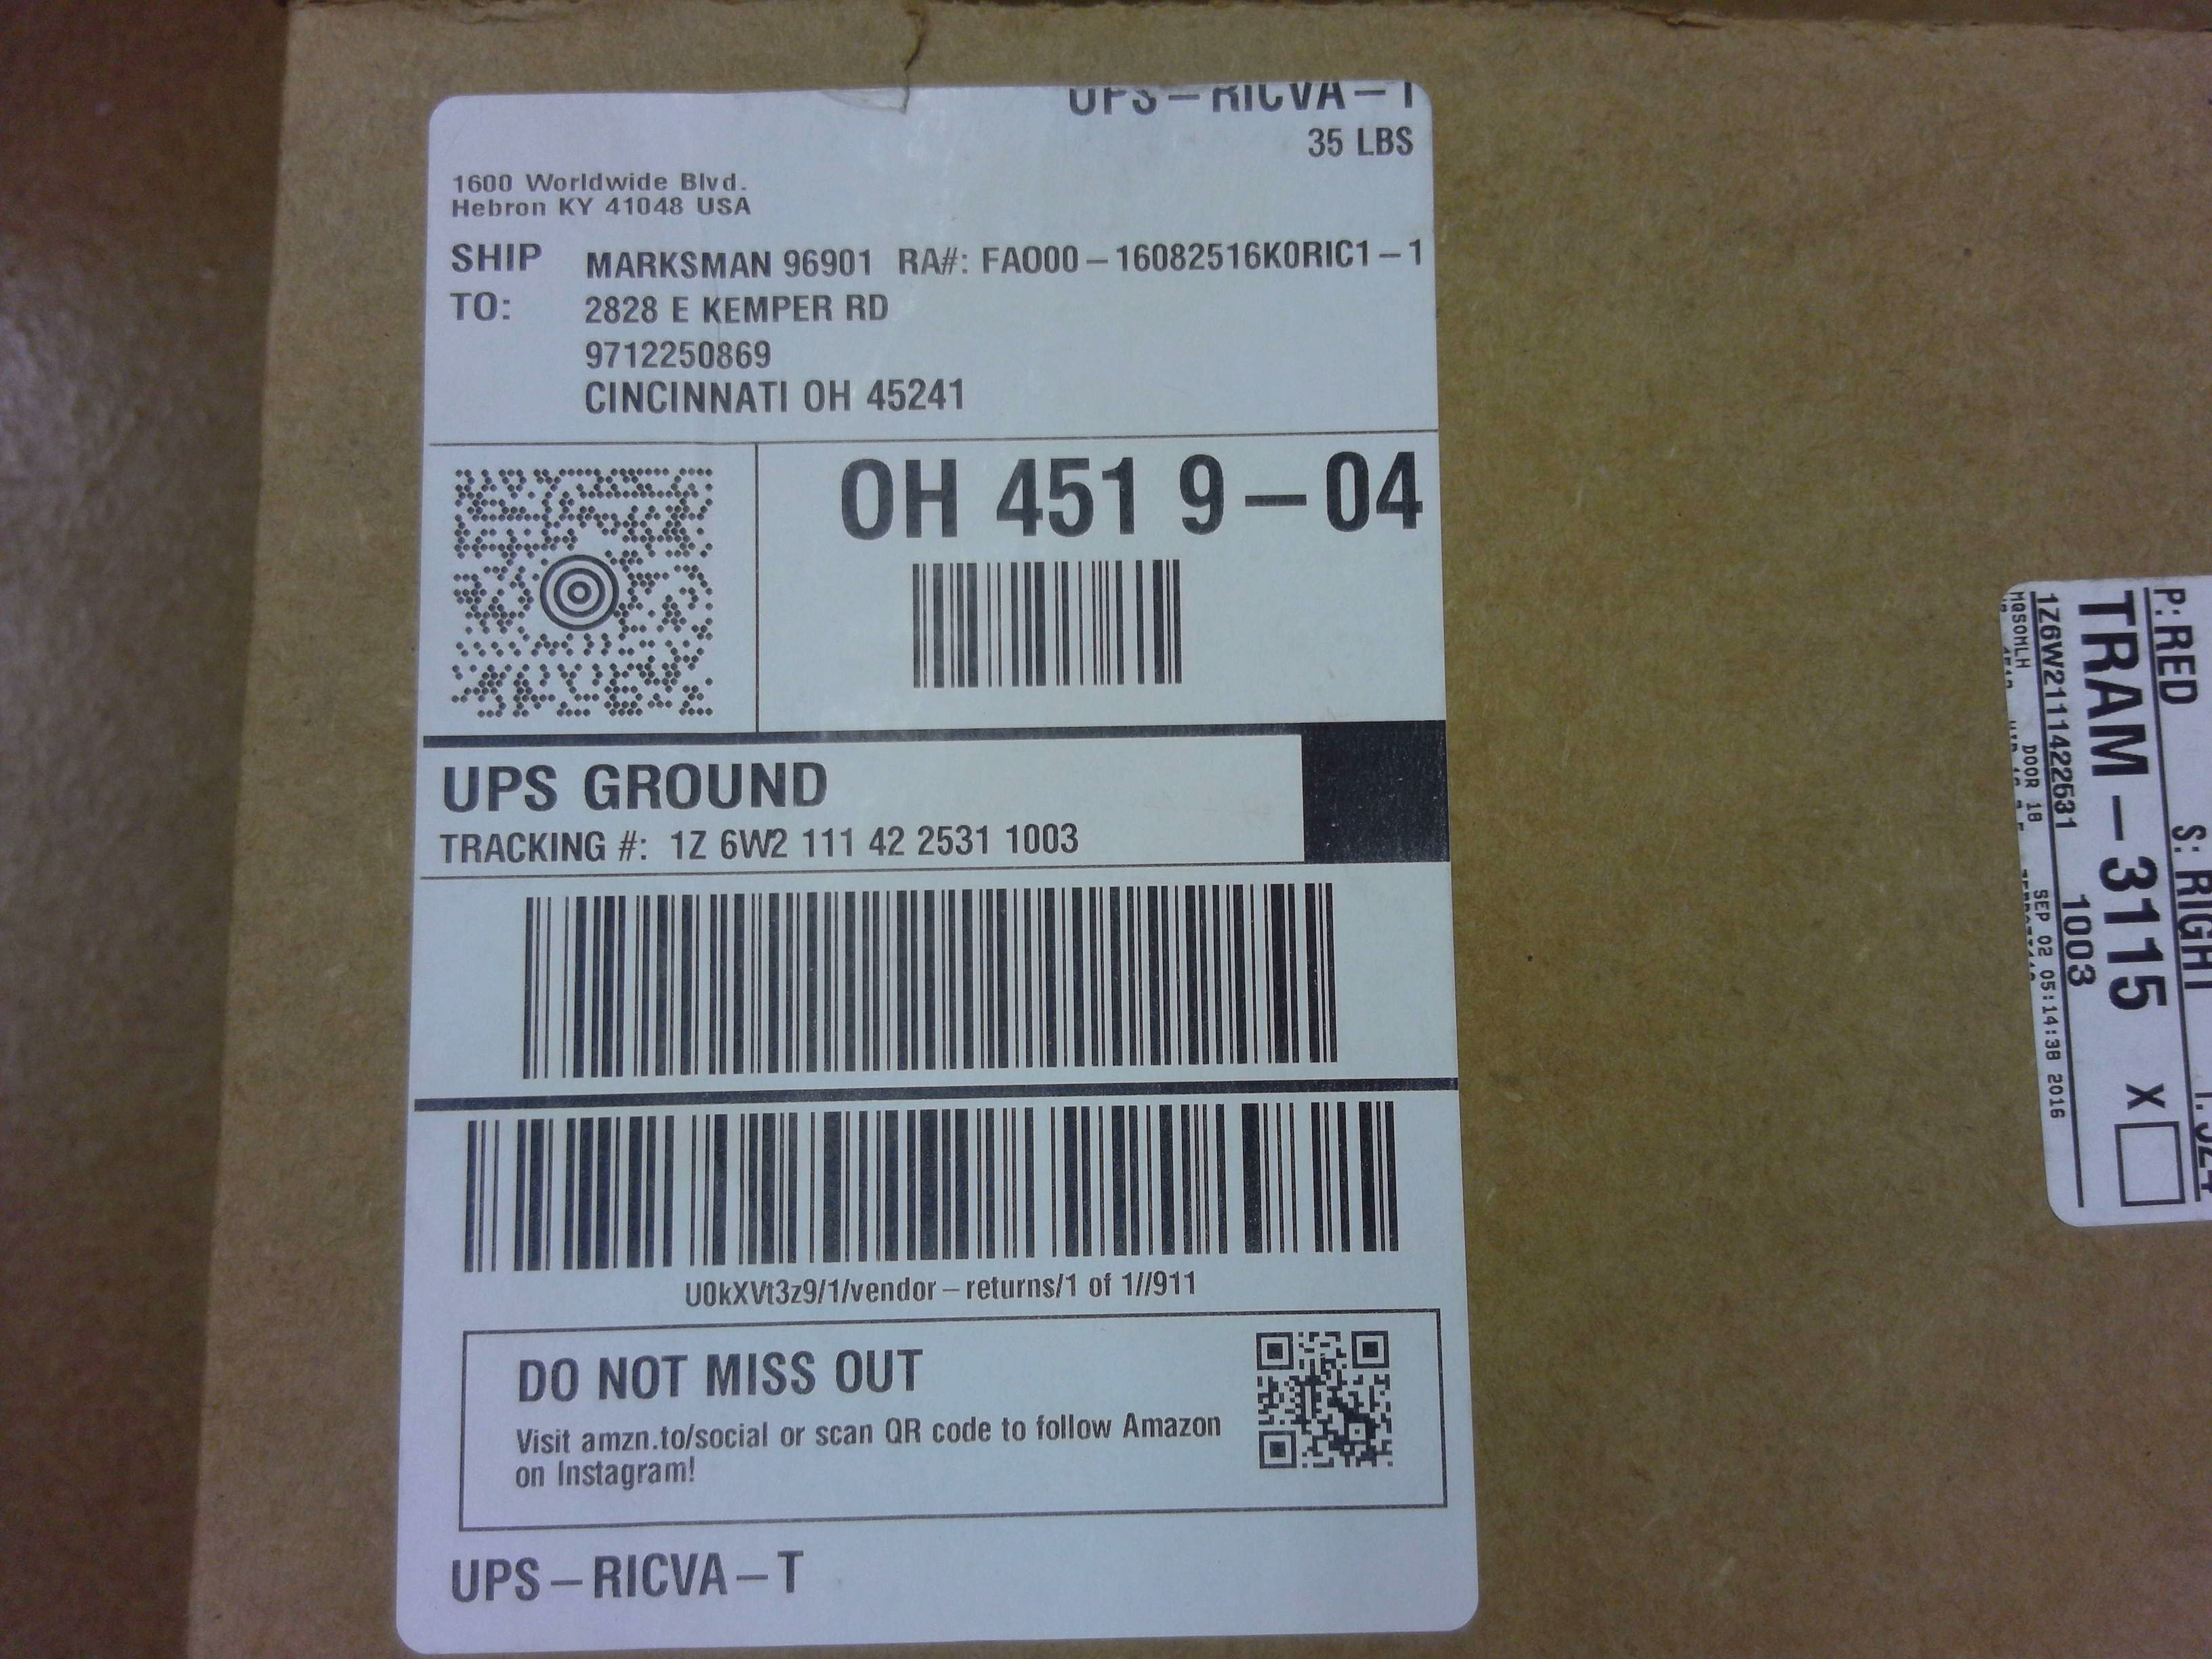 UPS – RICVA – T
35 LBS
1600 Worldwide Blvd.
Hebron KY 41048 USA
SHIP TO:
MARKSMAN 96901 RA#: FAO00 – 16082516K0RIC1 – 1
2828 E KEMPER RD
9712250869
CINCINNATI OH 45241
OH 451 9 – 04
UPS GROUND
TRACKING #: 1Z 6W2 111 42 2531 1003
U0kXVt3z9/1/vendor – returns/1 of 1//911
DO NOT MISS OUT
Visit amzn.to/social or scan QR code to follow Amazon
on Instagram!
UPS – RICVA – T
P: RED S: RIGHT
TRAM – 3115 X
1Z6W21114222531 1003
MQSOMLH DOOR 18 SEP 02 05:14:38 2016